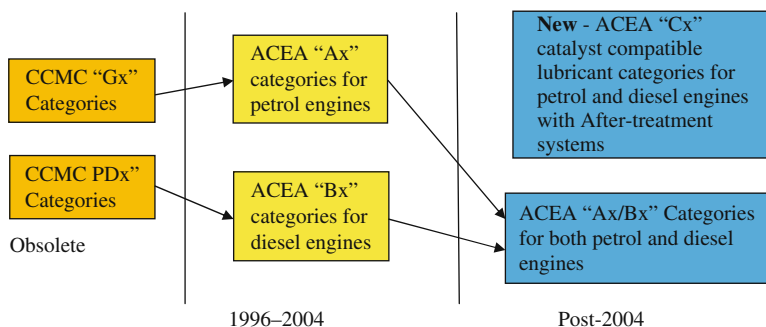 CCMC “Gx”
Categories
CCMC PDx”
Categories
Obsolete
ACEA “Ax”
categories for
petrol engines
ACEA “Bx”
categories for
diesel engines
1996–2004
New - ACEA “Cx”
catalyst compatible
lubricant categories for
petrol and diesel engines
with After-treatment
systems
ACEA “Ax/Bx” Categories
for both petrol and diesel
engines
Post-2004